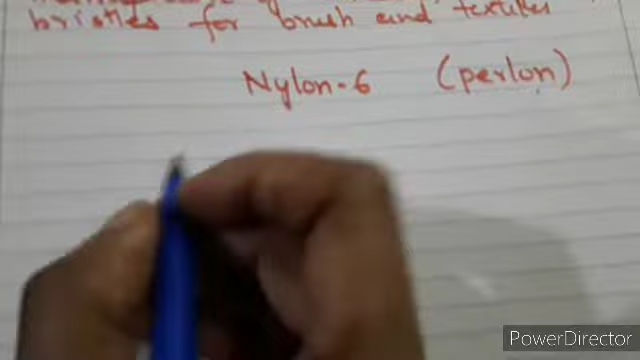 bristles for brush and textiles
Nylon-6 (perlon)
PowerDirector